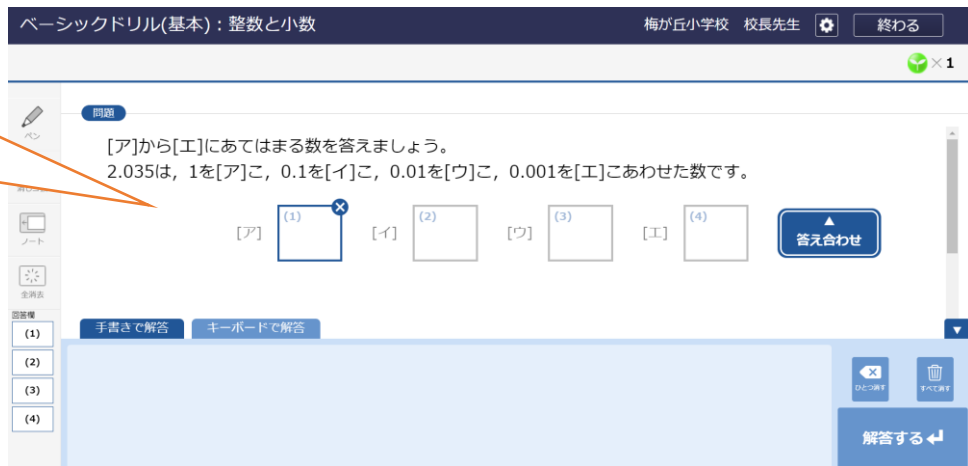 ベーシックドリル(基本)：整数と小数
梅が丘小学校 校長先生
終わる
×1
ペン
問題
[ア]から[エ]にあてはまる数を答えましょう。
2.035は，1を[ア]こ，0.1を[イ]こ，0.01を[ウ]こ，0.001を[エ]こあわせた数です。
ノート
[ア] (1) [イ] (2) [ウ] (3) [エ] (4)
答え合わせ
全消去
回答欄
(1)
(2)
(3)
(4)
手書きで解答 キーボードで解答
ひとつ消す すべて消す
解答する